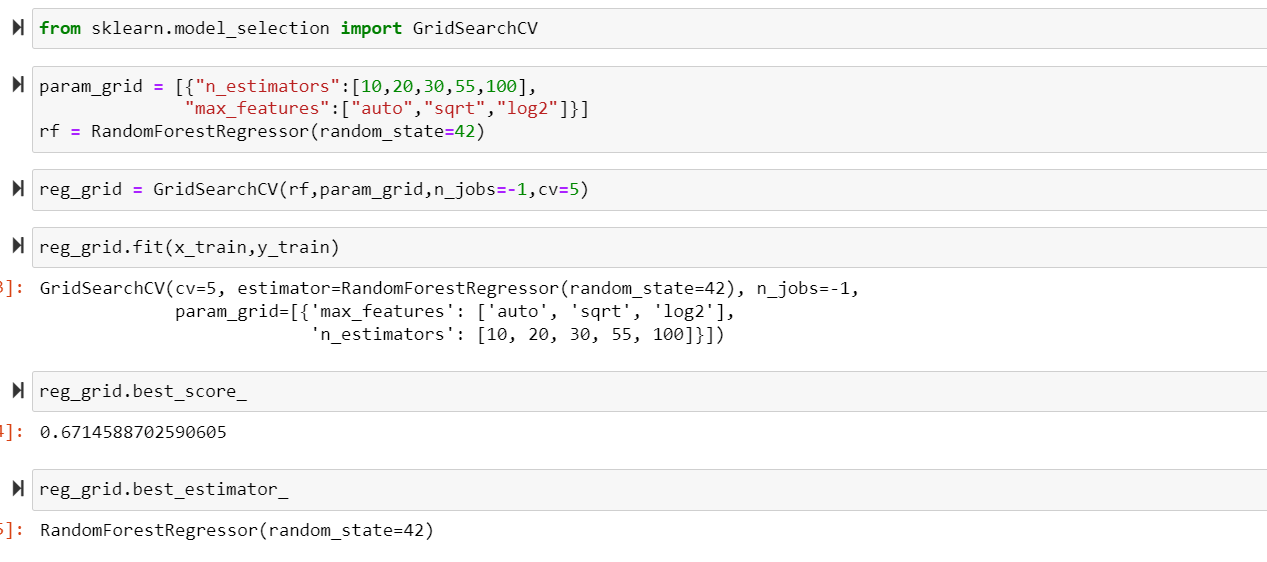 from sklearn.model_selection import GridSearchCV
param_grid = [{"n_estimators":[10,20,30,55,100],
"max_features":["auto","sqrt","log2"]}]
rf = RandomForestRegressor(random_state=42)
reg_grid = GridSearchCV(rf,param_grid,n_jobs=-1,cv=5)
reg_grid.fit(x_train,y_train)
]: GridSearchCV(cv=5, estimator=RandomForestRegressor(random_state=42), n_jobs=-1,
param_grid=[{'max_features': ['auto', 'sqrt', 'log2'],
'n_estimators': [10, 20, 30, 55, 100]}])
reg_grid.best_score_
]: 0.6714588702590605
reg_grid.best_estimator_
]: RandomForestRegressor(random_state=42)